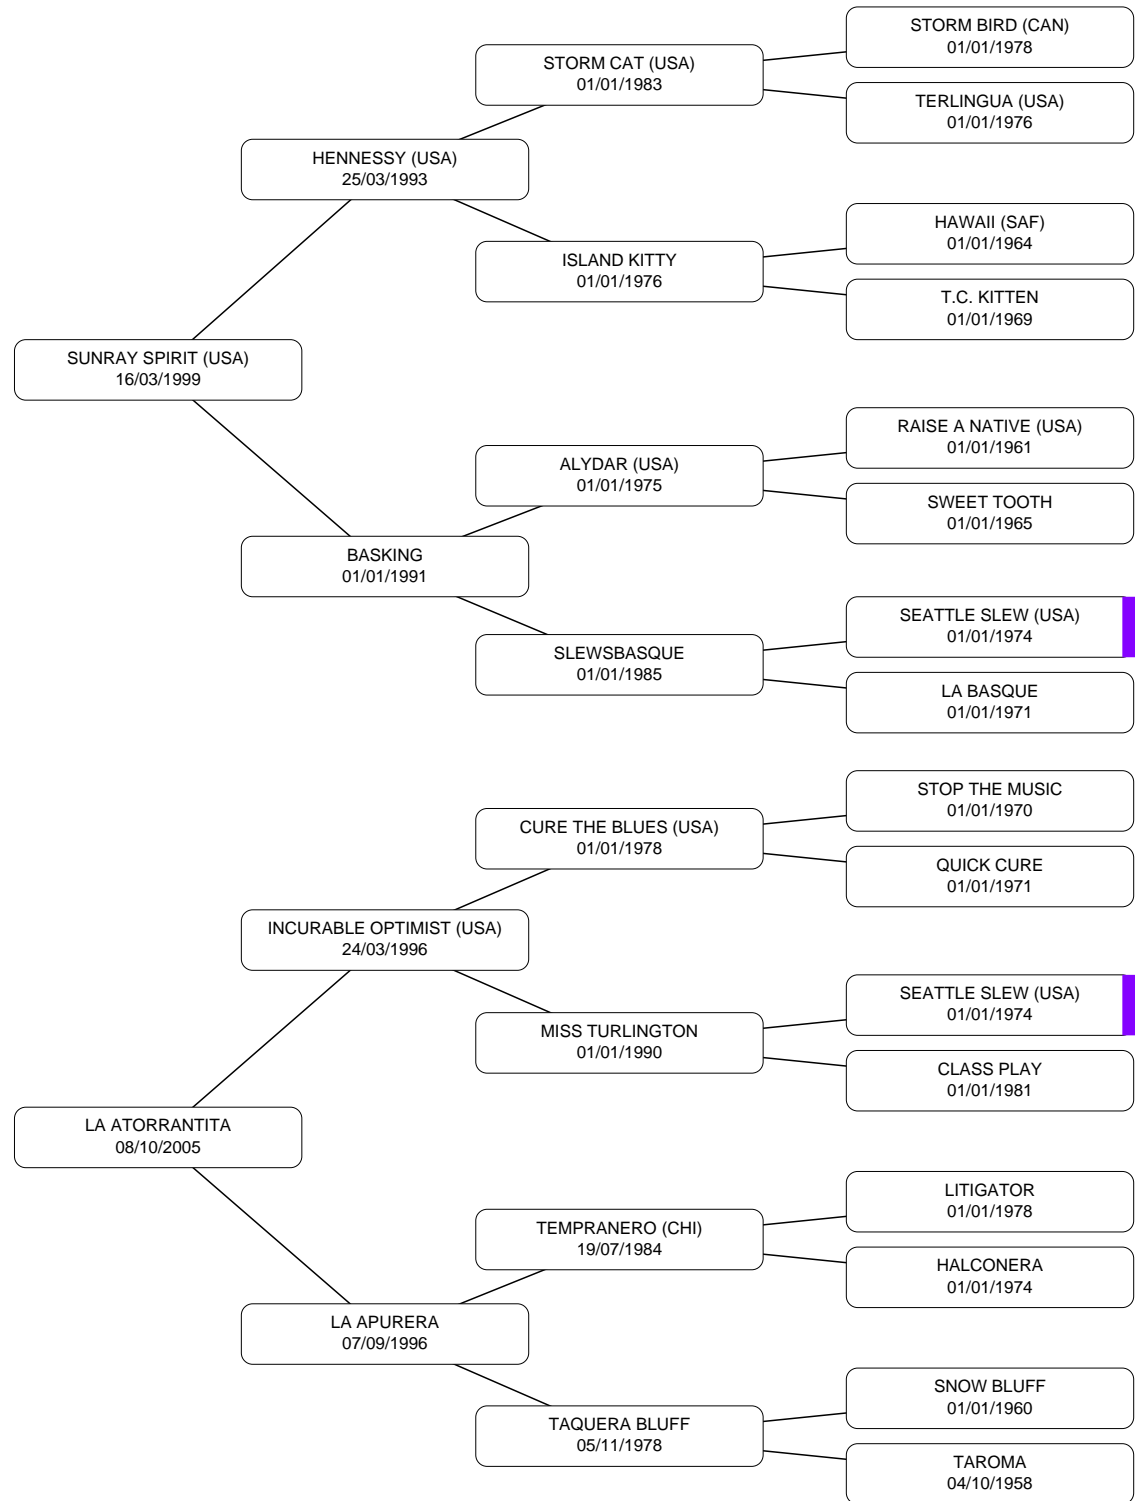 STORM BIRD (CAN)
01/01/1978
STORM CAT (USA)
01/01/1983
TERLINGUA (USA)
01/01/1976
HENNESSY (USA)
25/03/1993
HAWAII (SAF)
01/01/1964
ISLAND KITTY
01/01/1976
T.C. KITTEN
01/01/1969
SUNRAY SPIRIT (USA)
16/03/1999
RAISE A NATIVE (USA)
01/01/1961
ALYDAR (USA)
01/01/1975
SWEET TOOTH
01/01/1965
BASKING
01/01/1991
SEATTLE SLEW (USA)
01/01/1974
SLEWSBASQUE
01/01/1985
LA BASQUE
01/01/1971
STOP THE MUSIC
01/01/1970
CURE THE BLUES (USA)
01/01/1978
QUICK CURE
01/01/1971
INCURABLE OPTIMIST (USA)
24/03/1996
SEATTLE SLEW (USA)
01/01/1974
MISS TURLINGTON
01/01/1990
CLASS PLAY
01/01/1981
LA ATORRANTITA
08/10/2005
LITIGATOR
01/01/1978
TEMPRANERO (CHI)
19/07/1984
HALCONERA
01/01/1974
LA APURERA
07/09/1996
SNOW BLUFF
01/01/1960
TAQUERA BLUFF
05/11/1978
TAROMA
04/10/1958